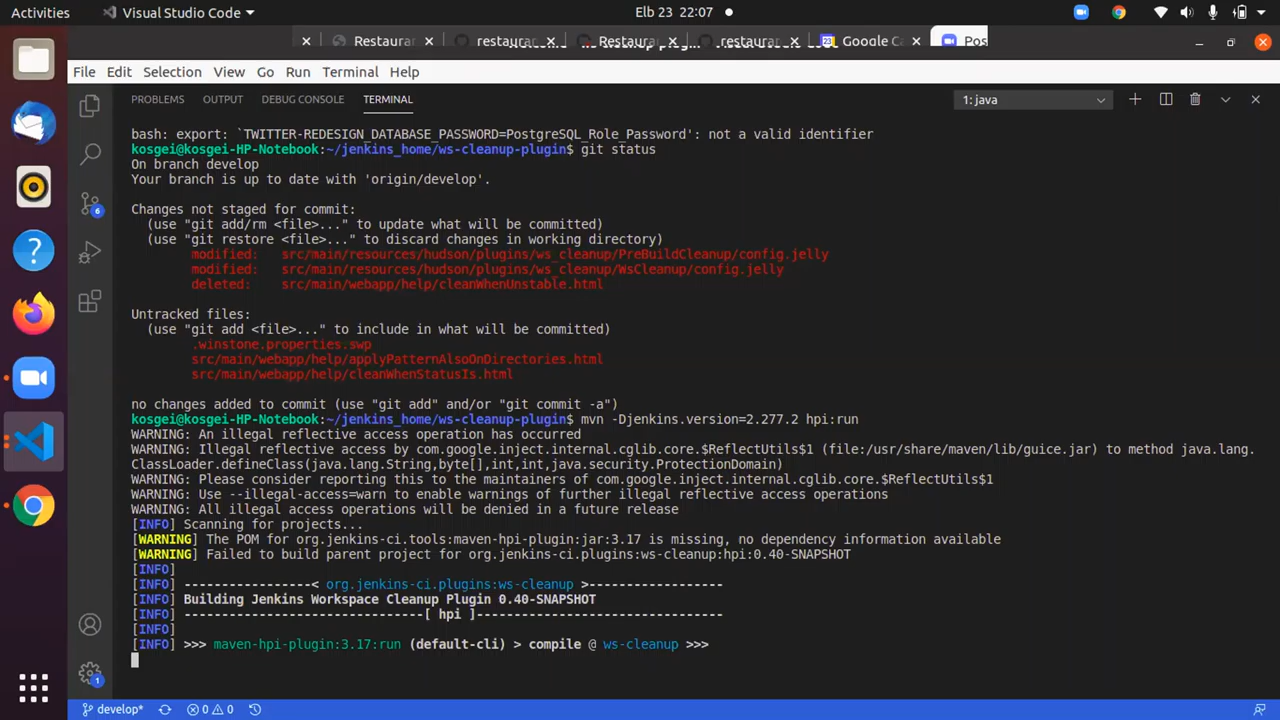 Activities
Visual Studio Code
Elb 23 22:07
Restaurar
restaurar
Restaura
restaurar
Google Ca
Pos
File Edit Selection View Go Run Terminal Help
PROBLEMS OUTPUT DEBUG CONSOLE TERMINAL
1: java
bash: export: `TWITTER-REDESIGN_DATABASE_PASSWORD=PostgreSQL_Role_Password': not a valid identifier
kosgei@kosgei-HP-Notebook:~/jenkins_home/ws-cleanup-plugin$ git status
On branch develop
Your branch is up to date with 'origin/develop'.
Changes not staged for commit:
(use "git add/rm <file>..." to update what will be committed)
(use "git restore <file>..." to discard changes in working directory)
modified: src/main/resources/hudson/plugins/ws_cleanup/PreBuildCleanup/config.jelly
modified: src/main/resources/hudson/plugins/ws_cleanup/WsCleanup/config.jelly
deleted: src/main/webapp/help/cleanWhenUnstable.html
Untracked files:
(use "git add <file>..." to include in what will be committed)
.winstone.properties.swp
src/main/webapp/help/applyPatternAlsoOnDirectories.html
src/main/webapp/help/cleanWhenStatusIs.html
no changes added to commit (use "git add" and/or "git commit -a")
kosgei@kosgei-HP-Notebook:~/jenkins_home/ws-cleanup-plugin$ mvn -Djenkins.version=2.277.2 hpi:run
WARNING: An illegal reflective access operation has occurred
WARNING: Illegal reflective access by com.google.inject.internal.cglib.core.$ReflectUtils$1 (file:/usr/share/maven/lib/guice.jar) to method java.lang.
ClassLoader.defineClass(java.lang.String,byte[],int,int,java.security.ProtectionDomain)
WARNING: Please consider reporting this to the maintainers of com.google.inject.internal.cglib.core.$ReflectUtils$1
WARNING: Use --illegal-access=warn to enable warnings of further illegal reflective access operations
WARNING: All illegal access operations will be denied in a future release
[INFO] Scanning for projects...
[WARNING] The POM for org.jenkins-ci.tools:maven-hpi-plugin:jar:3.17 is missing, no dependency information available
[WARNING] Failed to build parent project for org.jenkins-ci.plugins:ws-cleanup:hpi:0.40-SNAPSHOT
[INFO]
[INFO] -----------------< org.jenkins-ci.plugins:ws-cleanup >------------------
[INFO] Building Jenkins Workspace Cleanup Plugin 0.40-SNAPSHOT
[INFO] --------------------------------[ hpi ]---------------------------------
[INFO]
[INFO] >>> maven-hpi-plugin:3.17:run (default-cli) > compile @ ws-cleanup >>>
develop* 0 0